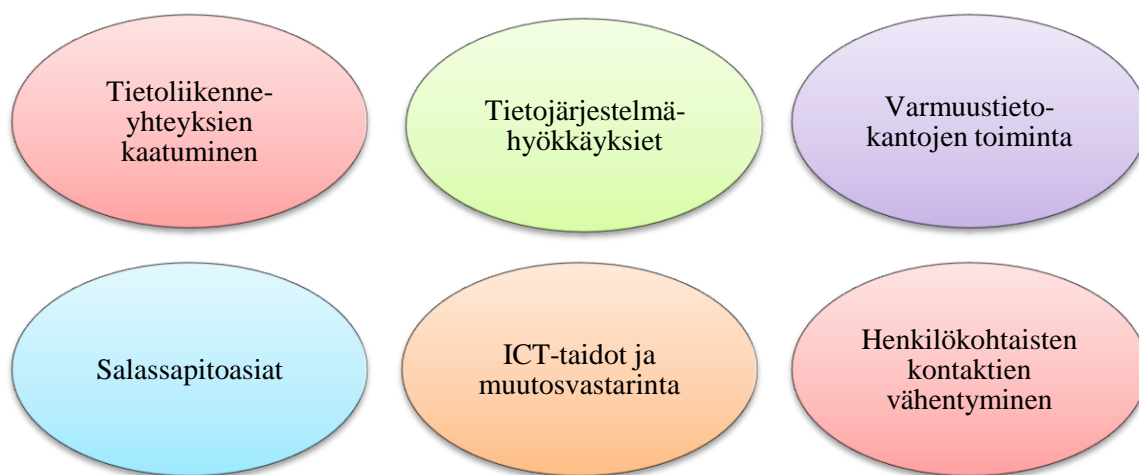 Tietoliikenne-
yhteyksien
kaatuminen
Tietojärjestelmä-
hyökkäyksiet
Varmuustieto-
kantojen toiminta
Salassapitoasiat
ICT-taidot ja
muutosvastarinta
Henkilökohtaisten
kontaktien
vähentyminen